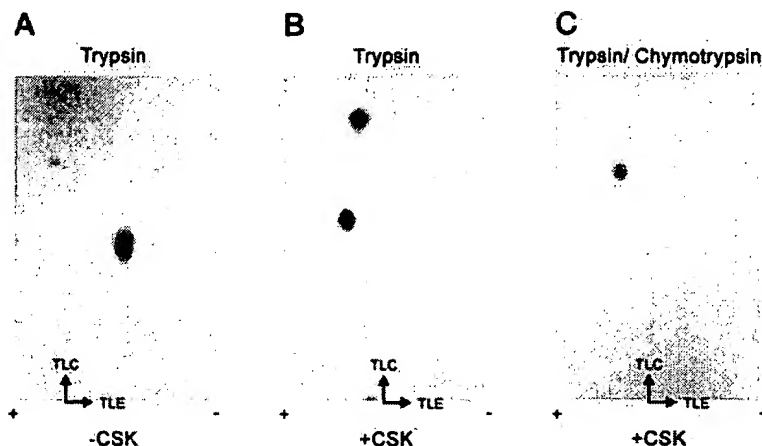 A
Trypsin
TLC
TLE
+ -
-CSK
B
Trypsin
TLC
TLE
+ -
+CSK
C
Trypsin/ Chymotrypsin
TLC
TLE
+ -
+CSK